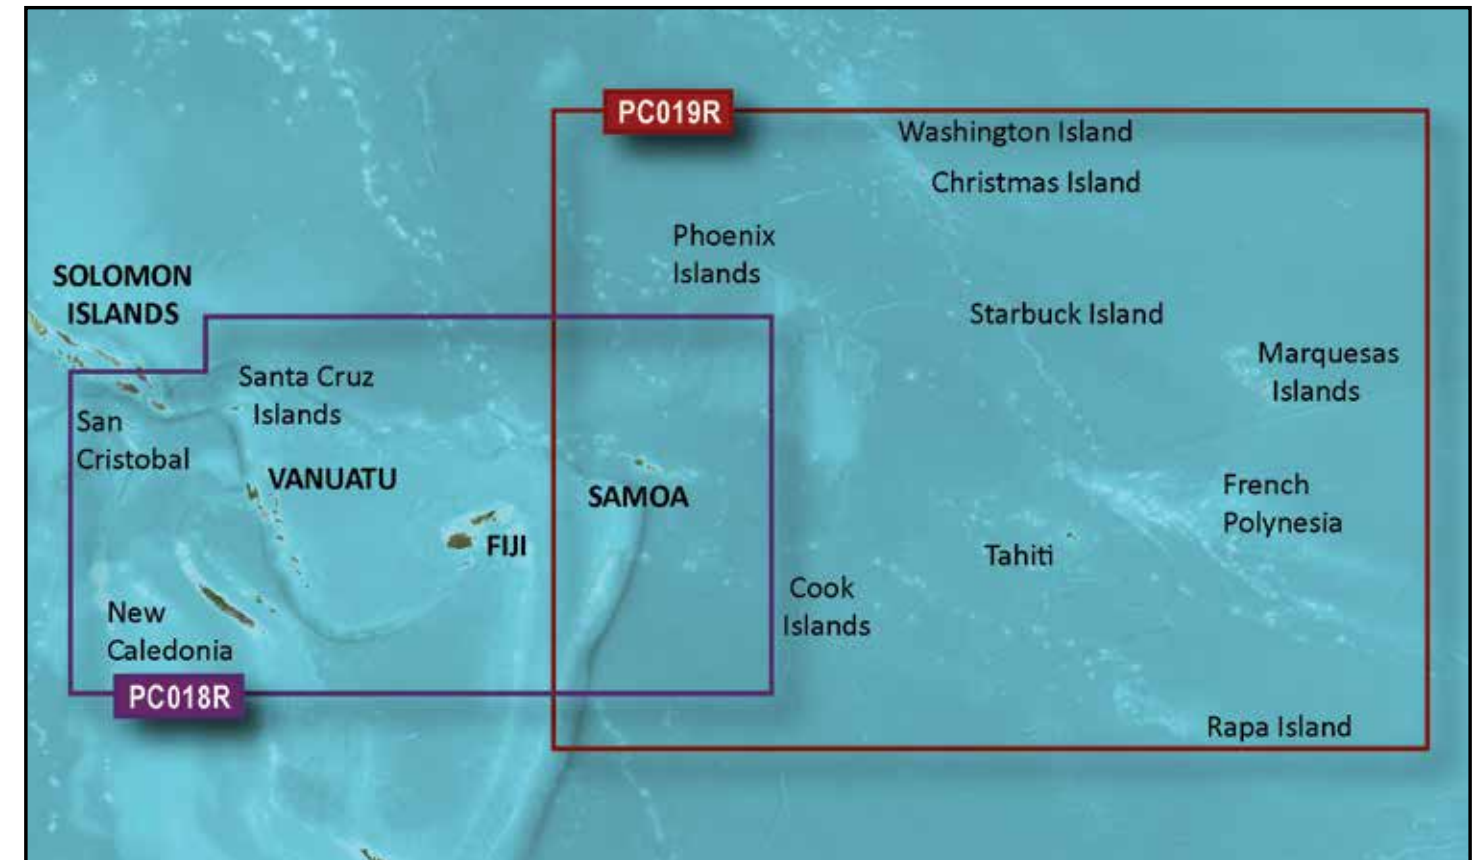 PC019R
Washington Island
Christmas Island
Phoenix
Islands
SOLOMON
ISLANDS
Starbuck Island
Marquesas
Islands
Santa Cruz
Islands
San
Cristobal
VANUATU
SAMOA
French
Polynesia
FIJI
Tahiti
Cook
Islands
New
Caledonia
PC018R
Rapa Island